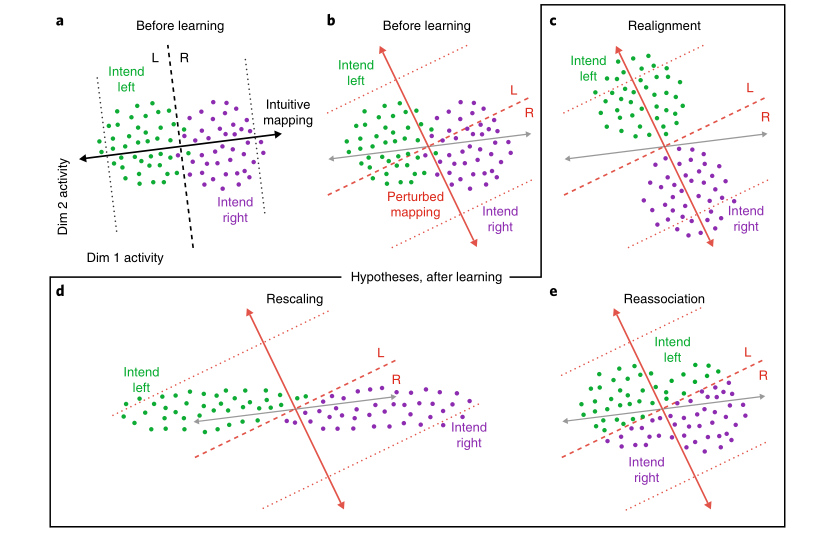 a
Before learning
L
R
Intend
left
Intuitive
mapping
Intend
right
Dim 2 activity
Dim 1 activity
b
Before learning
Intend
left
L
R
Perturbed
mapping
Intend
right
c
Realignment
Intend
left
L
R
Intend
right
Hypotheses, after learning
d
Rescaling
Intend
left
L
R
Intend
right
e
Reassociation
Intend
left
L
R
Intend
right